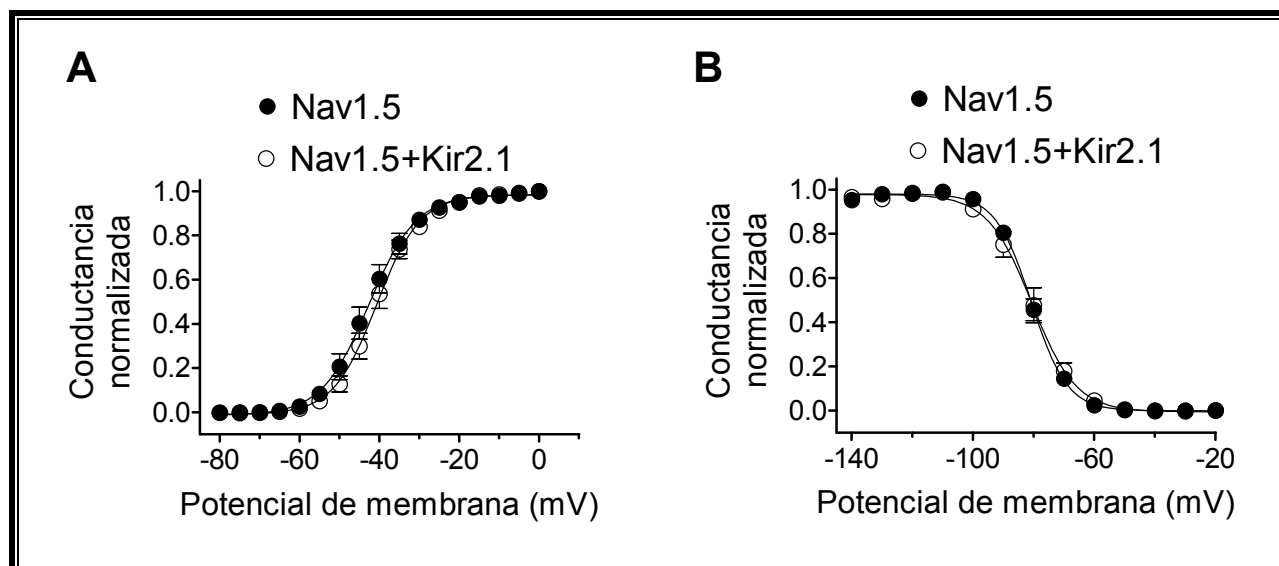 A
● Nav1.5
○ Nav1.5+Kir2.1
Conductancia
normalizada
1.0
0.8
0.6
0.4
0.2
0.0
-80 -60 -40 -20 0
Potencial de membrana (mV)
B
● Nav1.5
○ Nav1.5+Kir2.1
Conductancia
normalizada
1.0
0.8
0.6
0.4
0.2
0.0
-140 -100 -60 -20
Potencial de membrana (mV)